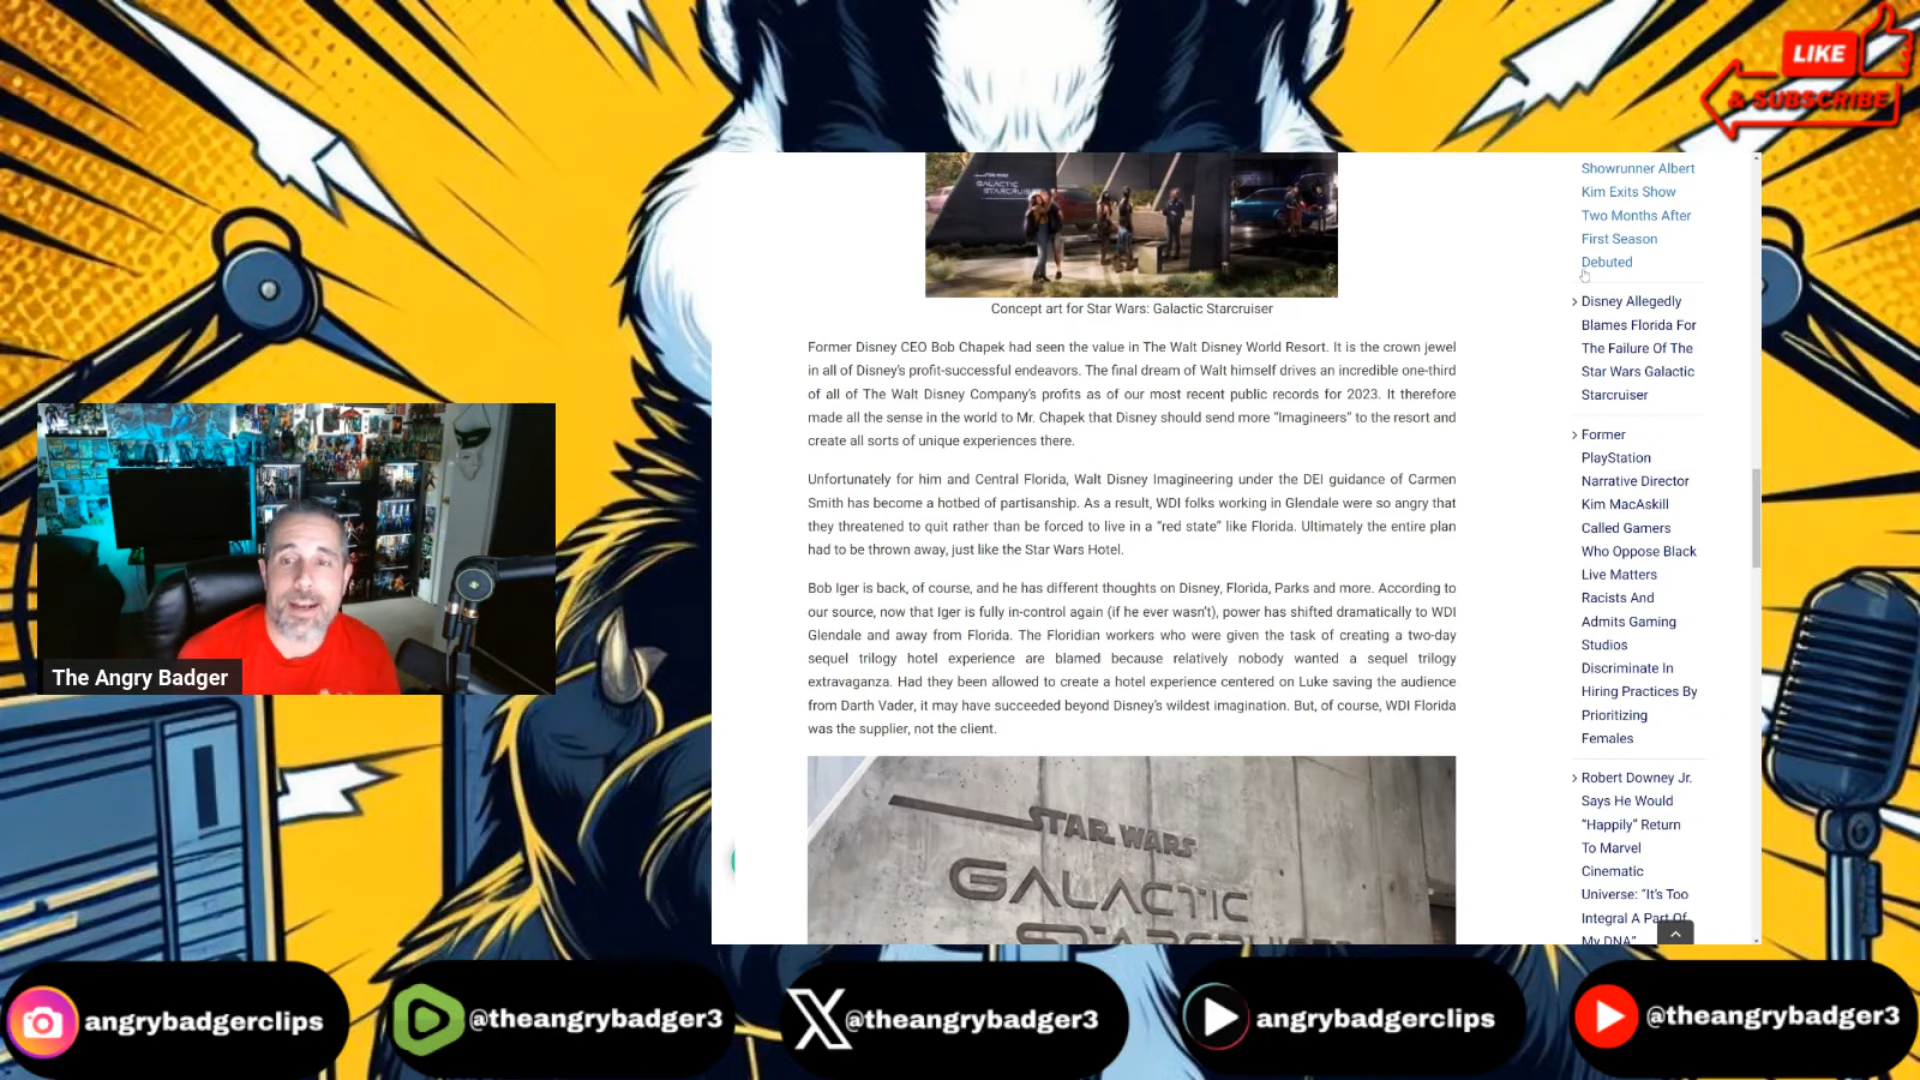 LIKE
& SUBSCRIBE
STAR WARS
GALACTIC
STARCRUISER
Concept art for Star Wars: Galactic Starcruiser
Former Disney CEO Bob Chapek had seen the value in The Walt Disney World Resort. It is the crown jewel
in all of Disney's profit-successful endeavors. The final dream of Walt himself drives an incredible one-third
of all of The Walt Disney Company's profits as of our most recent public records for 2023. It therefore
made all the sense in the world to Mr. Chapek that Disney should send more “Imagineers” to the resort and
create all sorts of unique experiences there.
Unfortunately for him and Central Florida, Walt Disney Imagineering under the DEI guidance of Carmen
Smith has become a hotbed of partisanship. As a result, WDI folks working in Glendale were so angry that
they threatened to quit rather than be forced to live in a “red state” like Florida. Ultimately the entire plan
had to be thrown away, just like the Star Wars Hotel.
Bob Iger is back, of course, and he has different thoughts on Disney, Florida, Parks and more. According to
our source, now that Iger is fully in-control again (if he ever wasn't), power has shifted dramatically to WDI
Glendale and away from Florida. The Floridian workers who were given the task of creating a two-day
sequel trilogy hotel experience are blamed because relatively nobody wanted a sequel trilogy
extravaganza. Had they been allowed to create a hotel experience centered on Luke saving the audience
from Darth Vader, it may have succeeded beyond Disney's wildest imagination. But, of course, WDI Florida
was the supplier, not the client.
STAR WARS
GALACTIC
STARCRUISER
Showrunner Albert
Kim Exits Show
Two Months After
First Season
Debuted
Disney Allegedly
Blames Florida For
The Failure Of The
Star Wars Galactic
Starcruiser
Former
PlayStation
Narrative Director
Kim MacAskill
Called Gamers
Who Oppose Black
Live Matters
Racists And
Admits Gaming
Studios
Discriminate In
Hiring Practices By
Prioritizing
Females
Robert Downey Jr.
Says He Would
“Happily” Return
To Marvel
Cinematic
Universe: “It's Too
Integral A Part Of
My DNA”
The Angry Badger
angrybadgerclips
@theangrybadger3
@theangrybadger3
angrybadgerclips
@theangrybadger3